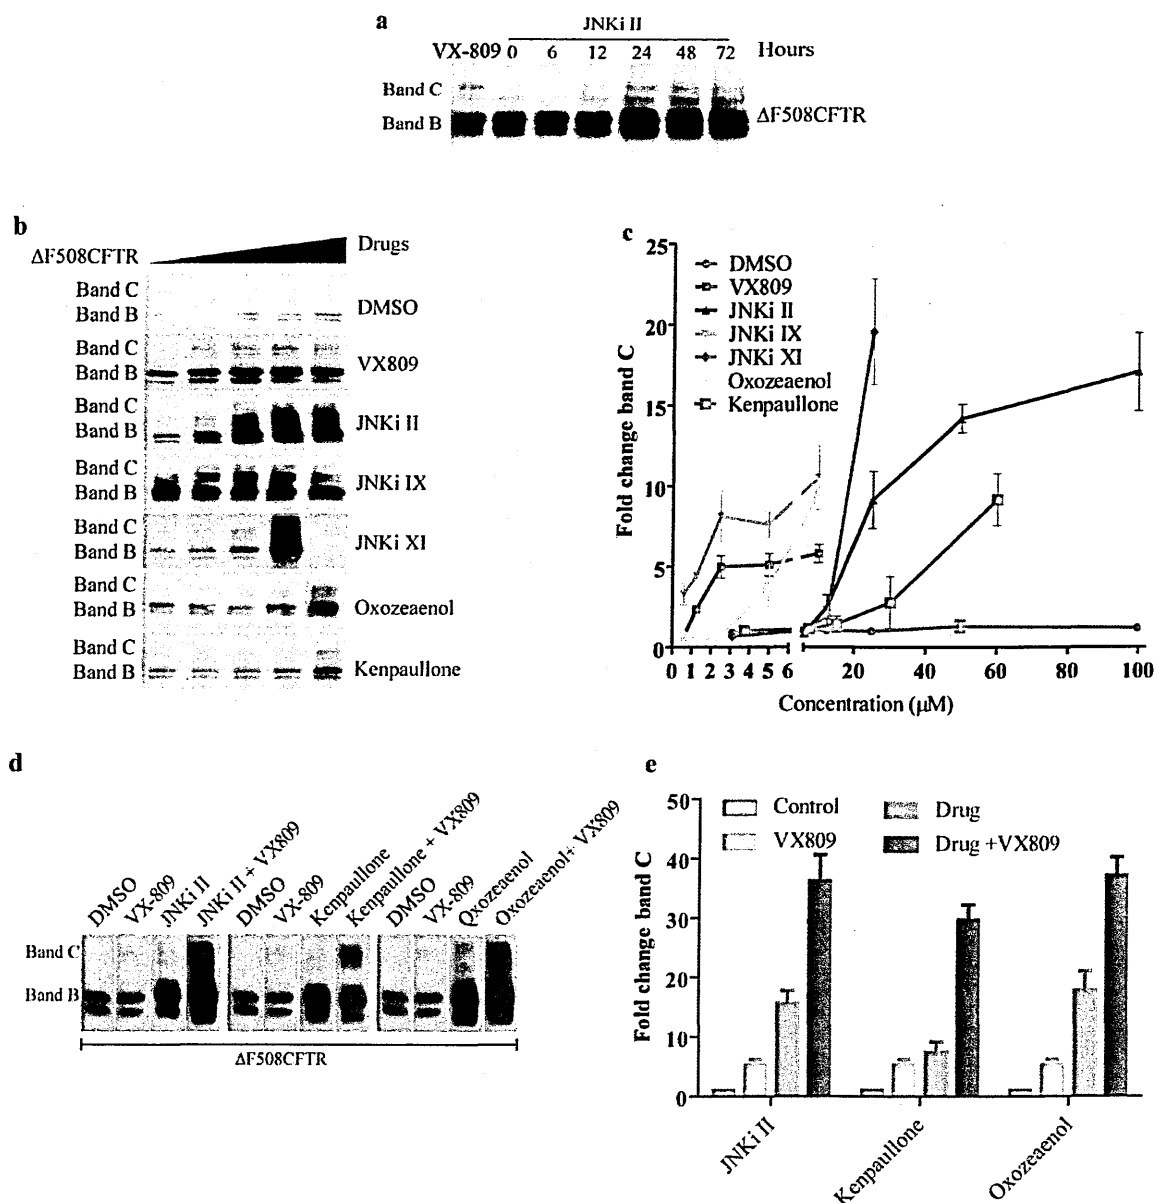 a
JNKi II
VX-809 0 6 12 24 48 72 Hours
Band C
Band B
ΔF508CFTR
b
ΔF508CFTR
Drugs
Band C
Band B
DMSO
Band C
Band B
VX809
Band C
Band B
JNKi II
Band C
Band B
JNKi IX
Band C
Band B
JNKi XI
Band C
Band B
Oxozeaenol
Band C
Band B
Kenpaullone
c
25
20
15
10
5
0
Fold change band C
DMSO
VX809
JNKi II
JNKi IX
JNKi XI
Oxozeaenol
Kenpaullone
0 1 2 3 4 5 6 20 40 60 80 100
Concentration (μM)
d
DMSO
VX-809
JNKi II
JNKi II + VX809
DMSO
VX-809
Kenpaullone
Kenpaullone + VX809
DMSO
VX-809
Qxozeaenol
Oxozeaenol+ VX809
Band C
Band B
ΔF508CFTR
e
50
40
30
20
10
0
Fold change band C
Control
VX809
Drug
Drug +VX809
JNKi II
Kenpaullone
Oxozeaenol